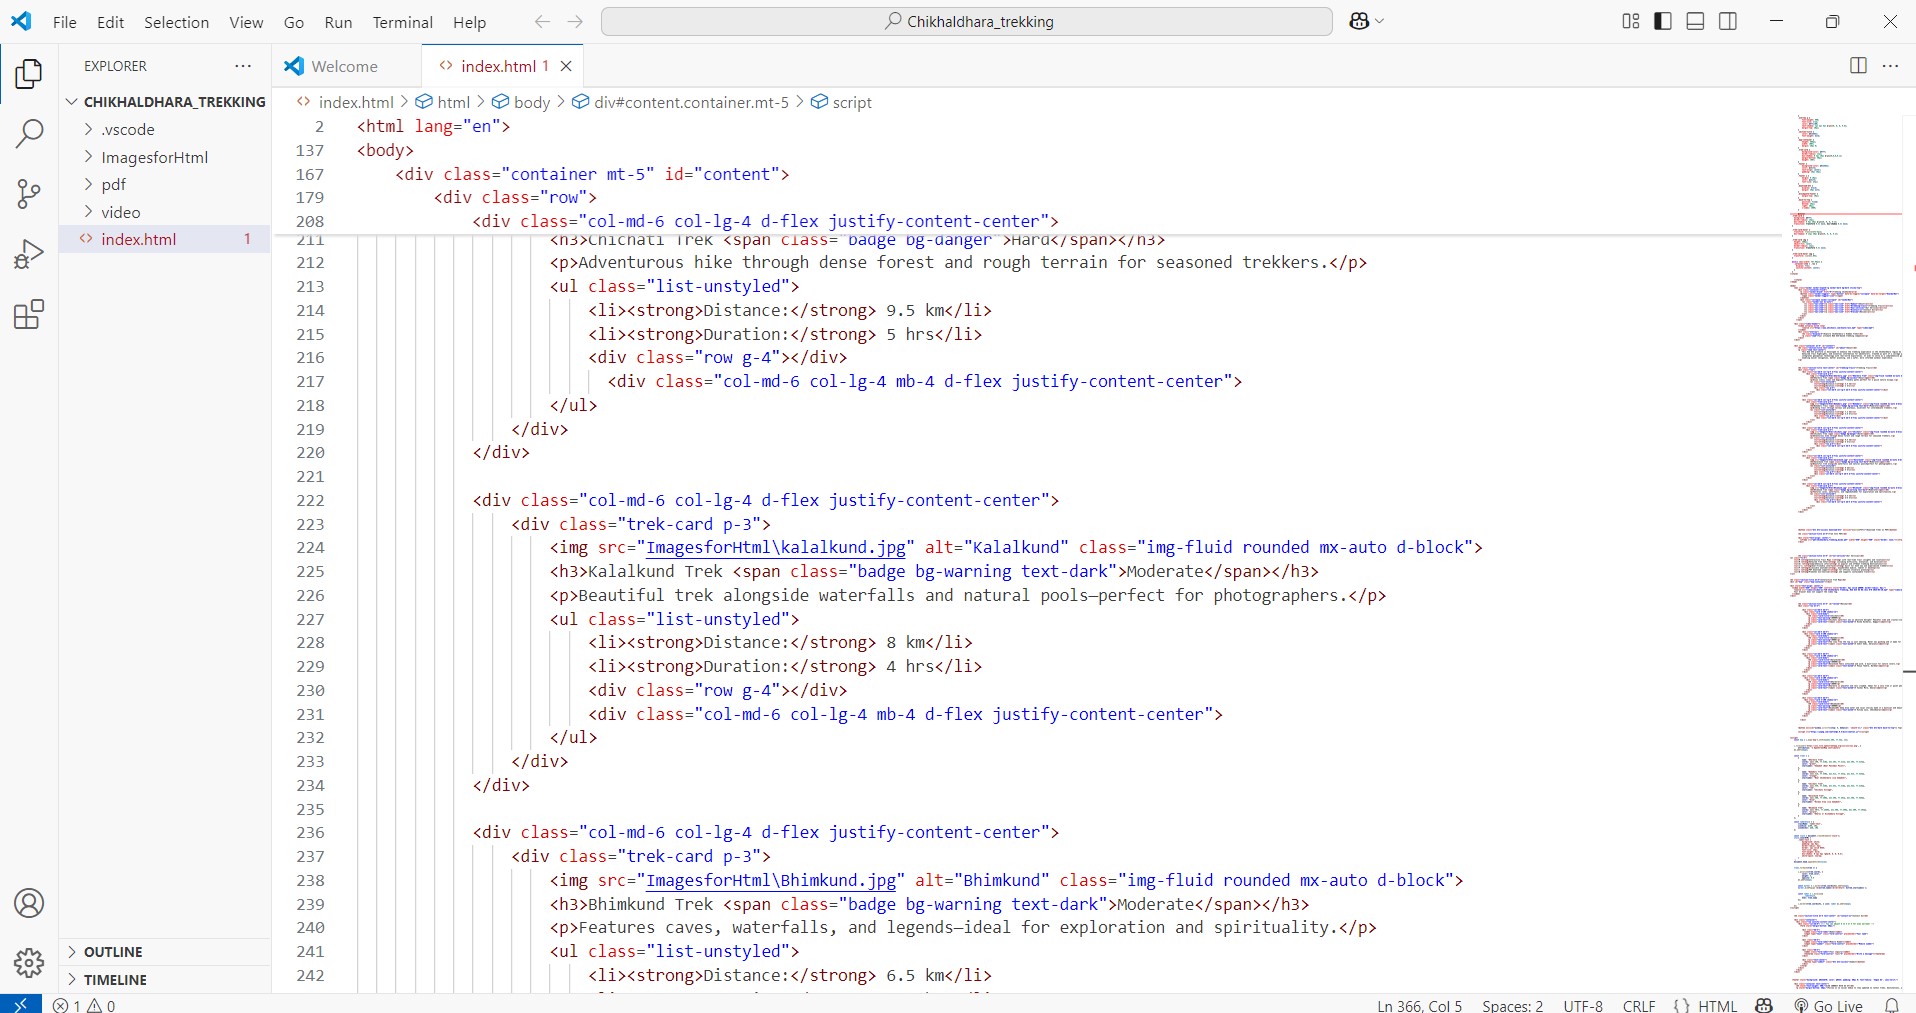 File Edit Selection View Go Run Terminal Help
Chikhaldhara_trekking
EXPLORER
CHIKHALDHARA_TREKKING
.vscode
ImagesforHtml
pdf
video
index.html 1
OUTLINE
TIMELINE
Welcome
index.html 1
index.html > html > body > div#content.container.mt-5 > script
2 <html lang="en">
137 <body>
167 <div class="container mt-5" id="content">
179 <div class="row">
208 <div class="col-md-6 col-lg-4 d-flex justify-content-center">
211 <h3>Chichati Trek <span class="badge bg-danger">Hard</span></h3>
212 <p>Adventurous hike through dense forest and rough terrain for seasoned trekkers.</p>
213 <ul class="list-unstyled">
214 <li><strong>Distance:</strong> 9.5 km</li>
215 <li><strong>Duration:</strong> 5 hrs</li>
216 <div class="row g-4"></div>
217 <div class="col-md-6 col-lg-4 mb-4 d-flex justify-content-center">
218 </ul>
219 </div>
220 </div>
221
222 <div class="col-md-6 col-lg-4 d-flex justify-content-center">
223 <div class="trek-card p-3">
224 <img src="ImagesforHtml\kalalkund.jpg" alt="Kalalkund" class="img-fluid rounded mx-auto d-block">
225 <h3>Kalalkund Trek <span class="badge bg-warning text-dark">Moderate</span></h3>
226 <p>Beautiful trek alongside waterfalls and natural pools—perfect for photographers.</p>
227 <ul class="list-unstyled">
228 <li><strong>Distance:</strong> 8 km</li>
229 <li><strong>Duration:</strong> 4 hrs</li>
230 <div class="row g-4"></div>
231 <div class="col-md-6 col-lg-4 mb-4 d-flex justify-content-center">
232 </ul>
233 </div>
234 </div>
235
236 <div class="col-md-6 col-lg-4 d-flex justify-content-center">
237 <div class="trek-card p-3">
238 <img src="ImagesforHtml\Bhimkund.jpg" alt="Bhimkund" class="img-fluid rounded mx-auto d-block">
239 <h3>Bhimkund Trek <span class="badge bg-warning text-dark">Moderate</span></h3>
240 <p>Features caves, waterfalls, and legends—ideal for exploration and spirituality.</p>
241 <ul class="list-unstyled">
242 <li><strong>Distance:</strong> 6.5 km</li>
1 0 Ln 366, Col 5 Spaces: 2 UTF-8 CRLF {} HTML Go Live